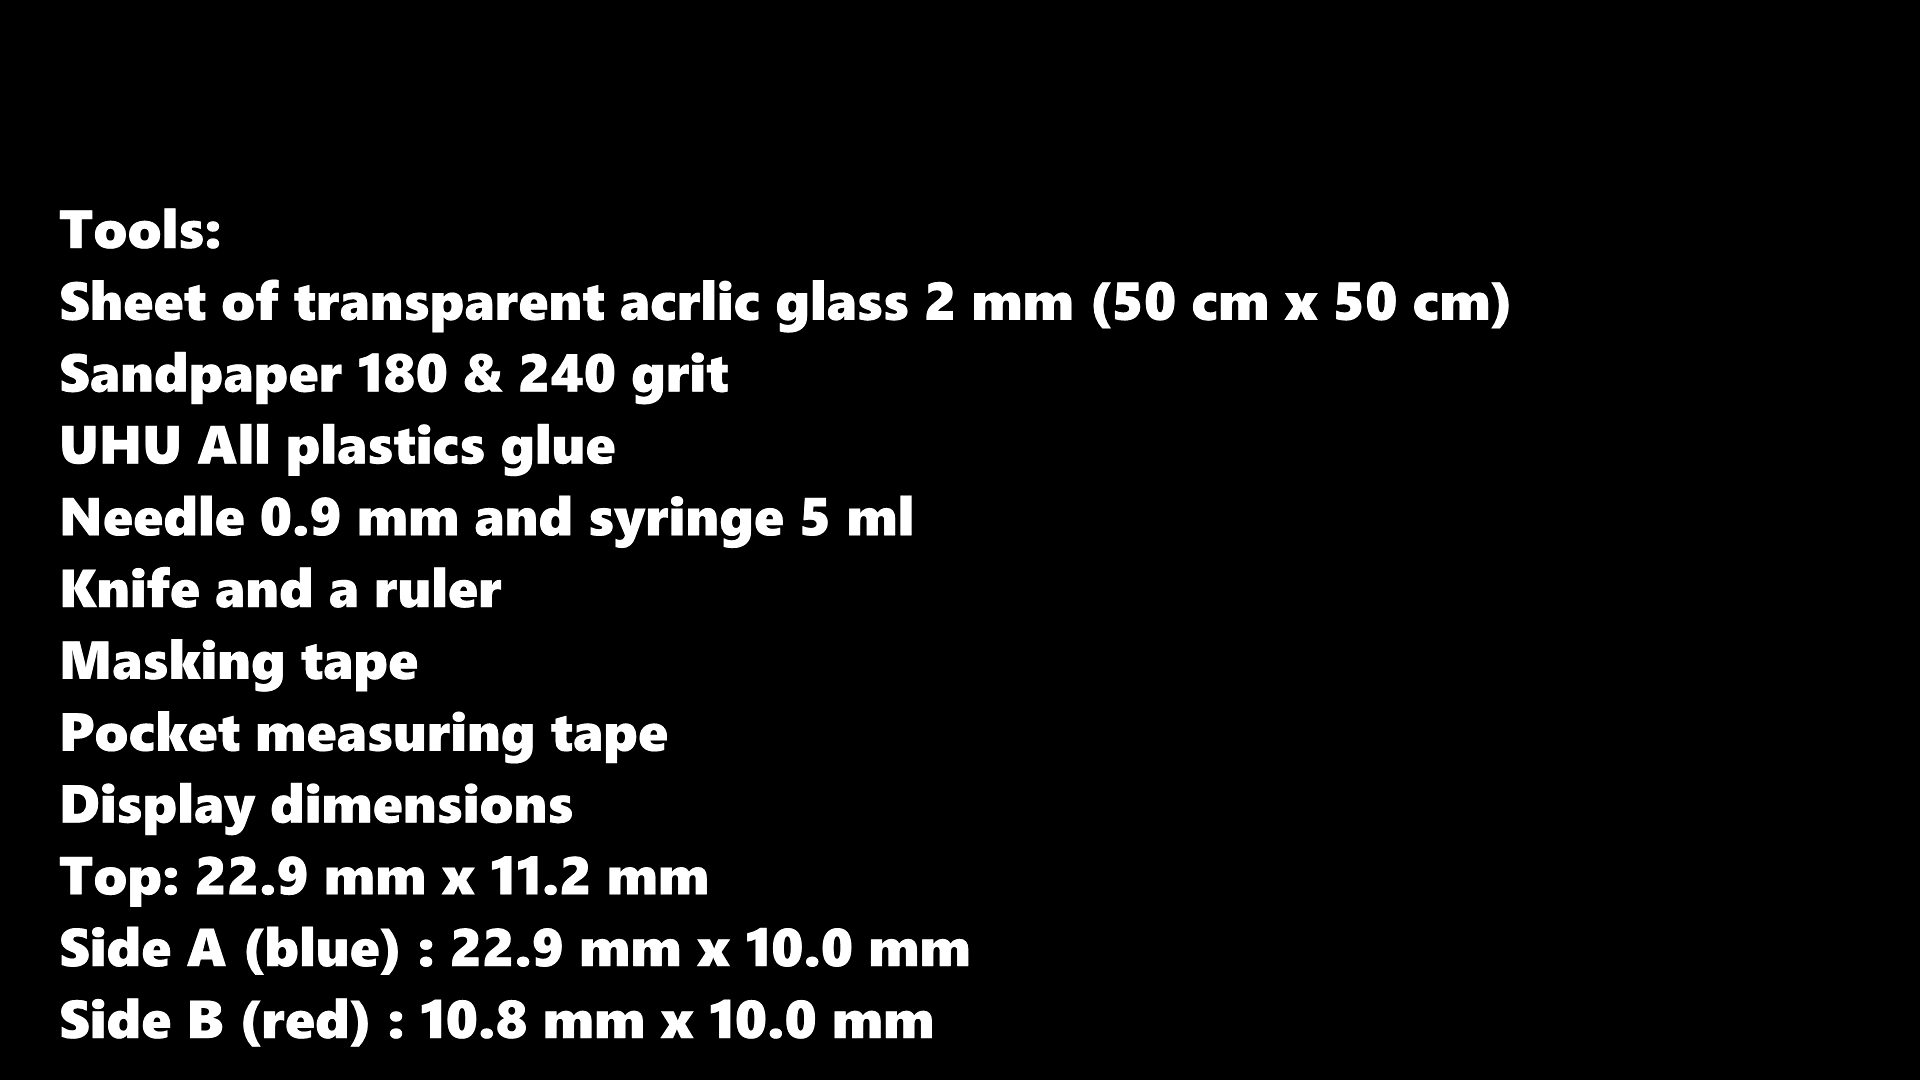 Tools:
Sheet of transparent acrlic glass 2 mm (50 cm x 50 cm)
Sandpaper 180 & 240 grit
UHU All plastics glue
Needle 0.9 mm and syringe 5 ml
Knife and a ruler
Masking tape
Pocket measuring tape
Display dimensions
Top: 22.9 mm x 11.2 mm
Side A (blue) : 22.9 mm x 10.0 mm
Side B (red) : 10.8 mm x 10.0 mm